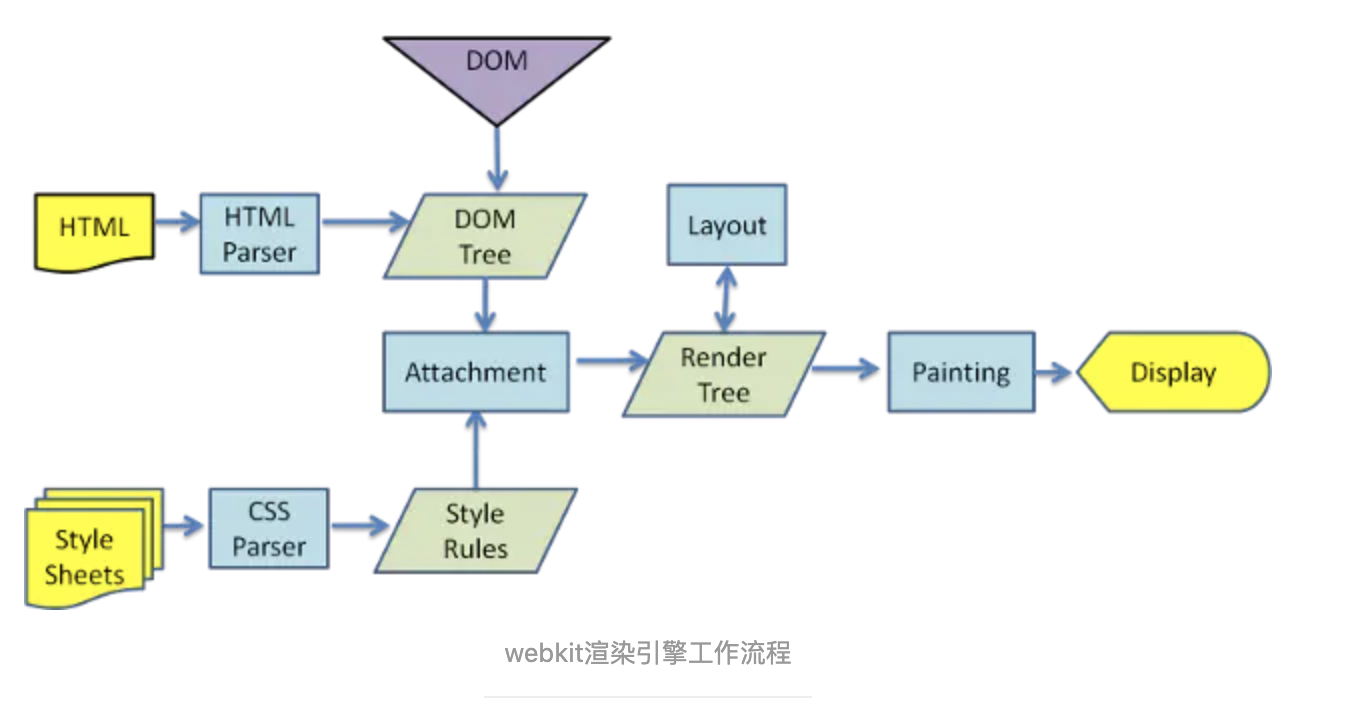 DOM
HTML
HTML
Parser
DOM
Tree
Layout
Attachment
Render
Tree
Painting
Display
Style
Sheets
CSS
Parser
Style
Rules
webkit渲染引擎工作流程